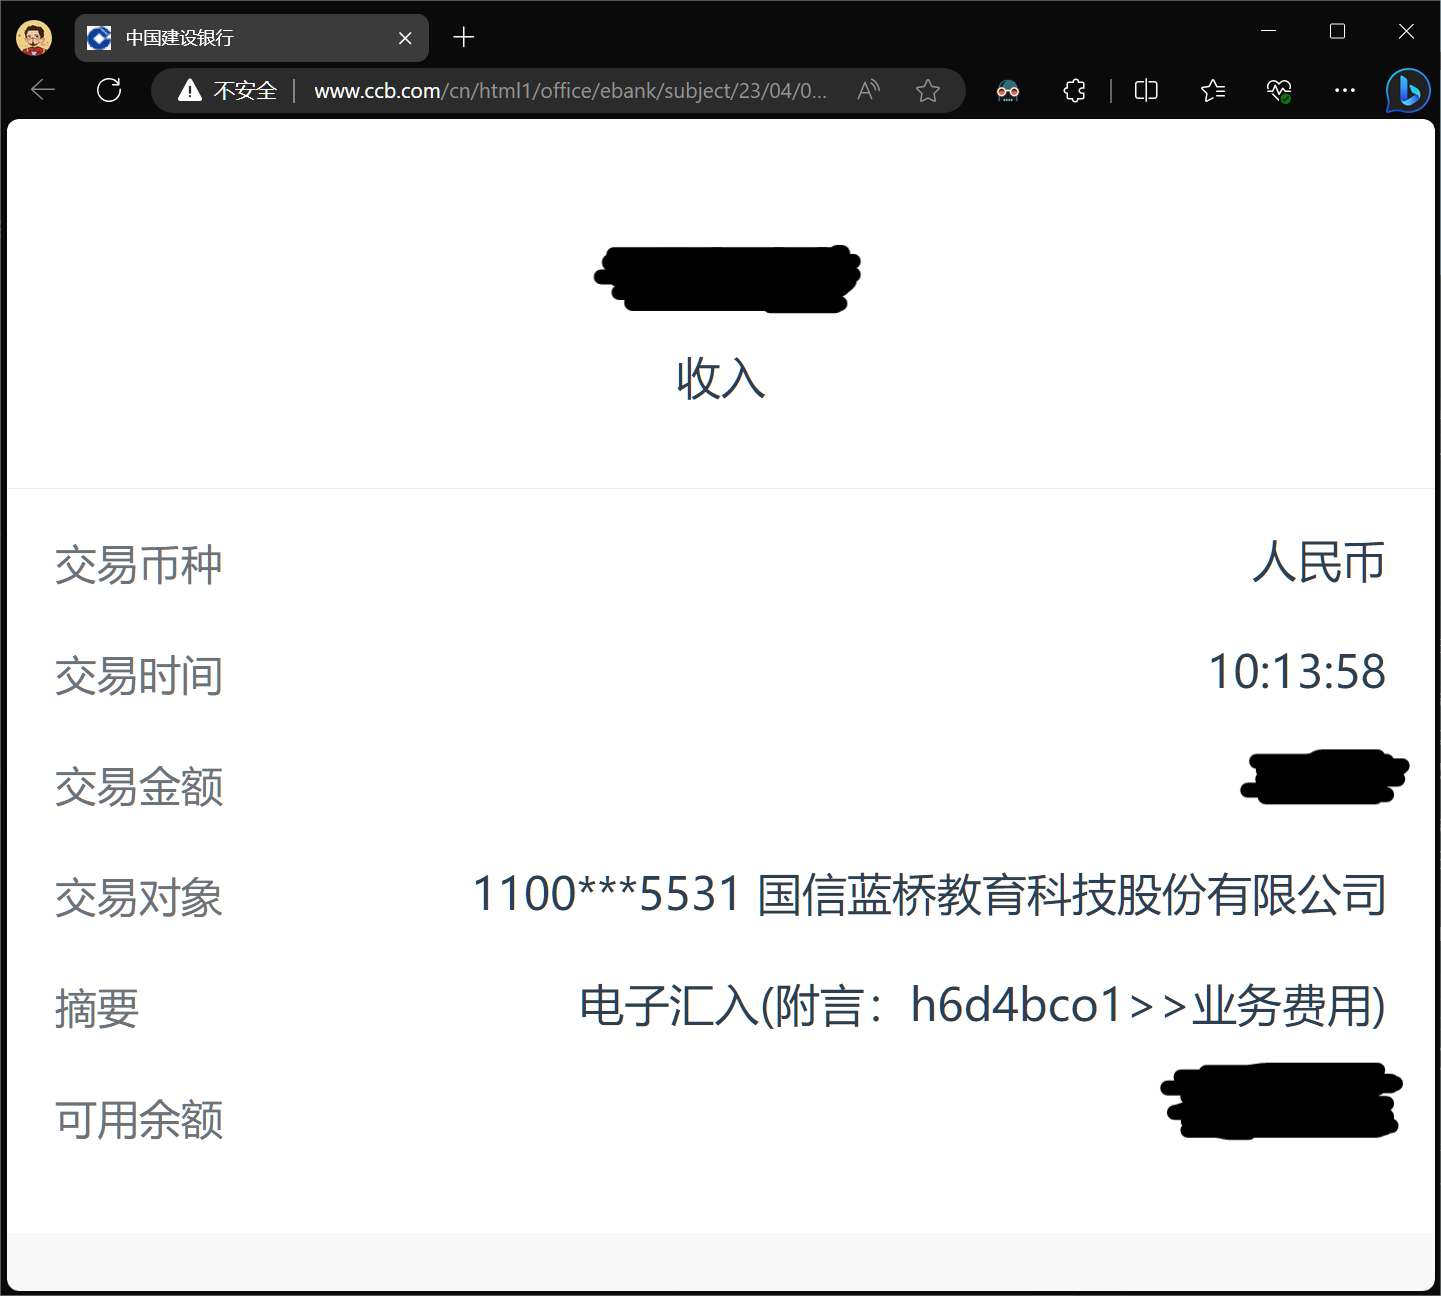 中国建设银行
不安全 www.ccb.com/cn/html1/office/ebank/subject/23/04/0...
收入
交易币种 人民币
交易时间 10:13:58
交易金额
交易对象 1100***5531 国信蓝桥教育科技股份有限公司
摘要 电子汇入(附言：h6d4bco1>>业务费用)
可用余额